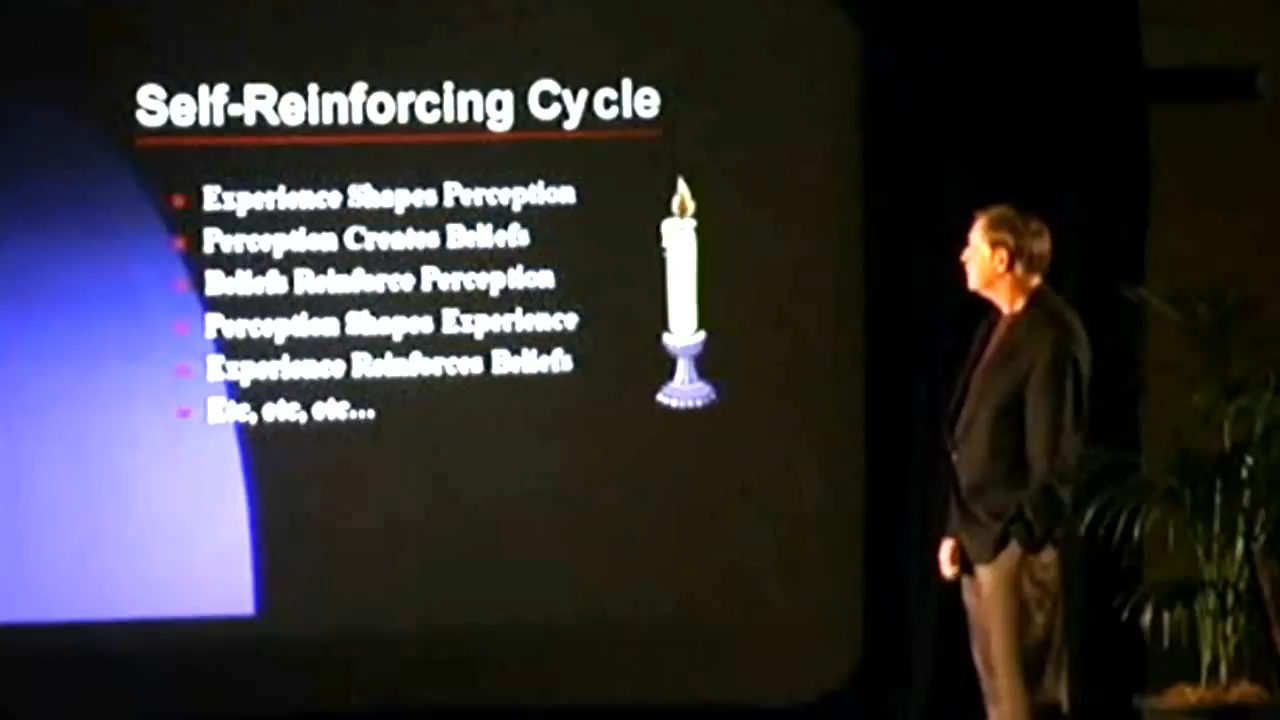 Self-Reinforcing Cycle
Experience Shapes Perception
Perception Creates Beliefs
Beliefs Reinforce Perception
Perception Shapes Experience
Experience Reinforces Beliefs
Etc, etc, etc...